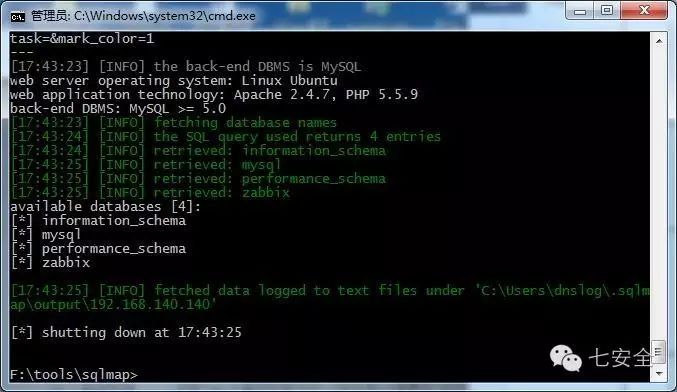 管理员: C:\Windows\system32\cmd.exe
task=&mark_color=1
---
[17:43:23] [INFO] the back-end DBMS is MySQL
web server operating system: Linux Ubuntu
web application technology: Apache 2.4.7, PHP 5.5.9
back-end DBMS: MySQL >= 5.0
[17:43:23] [INFO] fetching database names
[17:43:24] [INFO] the SQL query used returns 4 entries
[17:43:24] [INFO] retrieved: information_schema
[17:43:25] [INFO] retrieved: mysql
[17:43:25] [INFO] retrieved: performance_schema
[17:43:25] [INFO] retrieved: zabbix
available databases [4]:
[*] information_schema
[*] mysql
[*] performance_schema
[*] zabbix
[17:43:25] [INFO] fetched data logged to text files under 'C:\Users\dnslog\.sqlm
ap\output\192.168.140.140'
[*] shutting down at 17:43:25
F:\tools\sqlmap>
七安全